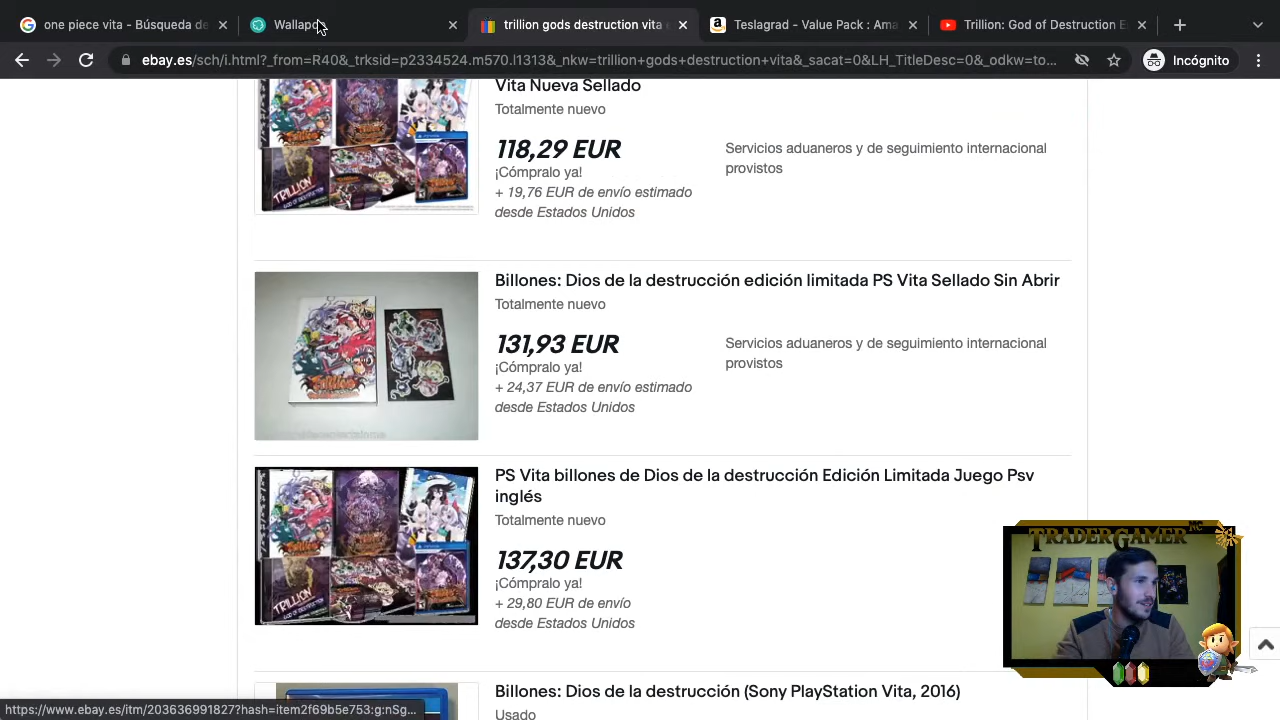 one piece vita - Búsqueda de
Wallapo
trillion gods destruction vita
Teslagrad - Value Pack : Ama
Trillion: God of Destruction E
ebay.es/sch/i.html?_from=R40&_trksid=p2334524.m570.l1313&_nkw=trillion+gods+destruction+vita&_sacat=0&LH_TitleDesc=0&_odkw=to...
Incógnito
Vita Nueva Sellado
Totalmente nuevo
118,29 EUR
Servicios aduaneros y de seguimiento internacional
provistos
¡Cómpralo ya!
+ 19,76 EUR de envío estimado
desde Estados Unidos
TRILLION
Billones: Dios de la destrucción edición limitada PS Vita Sellado Sin Abrir
Totalmente nuevo
131,93 EUR
Servicios aduaneros y de seguimiento internacional
provistos
¡Cómpralo ya!
+ 24,37 EUR de envío estimado
desde Estados Unidos
PS Vita billones de Dios de la destrucción Edición Limitada Juego Psv
inglés
Totalmente nuevo
137,30 EUR
¡Cómpralo ya!
+ 29,80 EUR de envío
desde Estados Unidos
TRILLION
TRADERGAMER MG
Billones: Dios de la destrucción (Sony PlayStation Vita, 2016)
Usado
https://www.ebay.es/itm/203636991827?hash=item2f69b5e753:g:nSg...